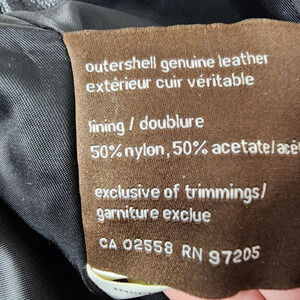 outershell genuine leather
extérieur cuir véritable
lining / doublure
50% nylon, 50% acetate/acé
exclusive of trimmings/
garniture exclue
CA 02558 RN 97205